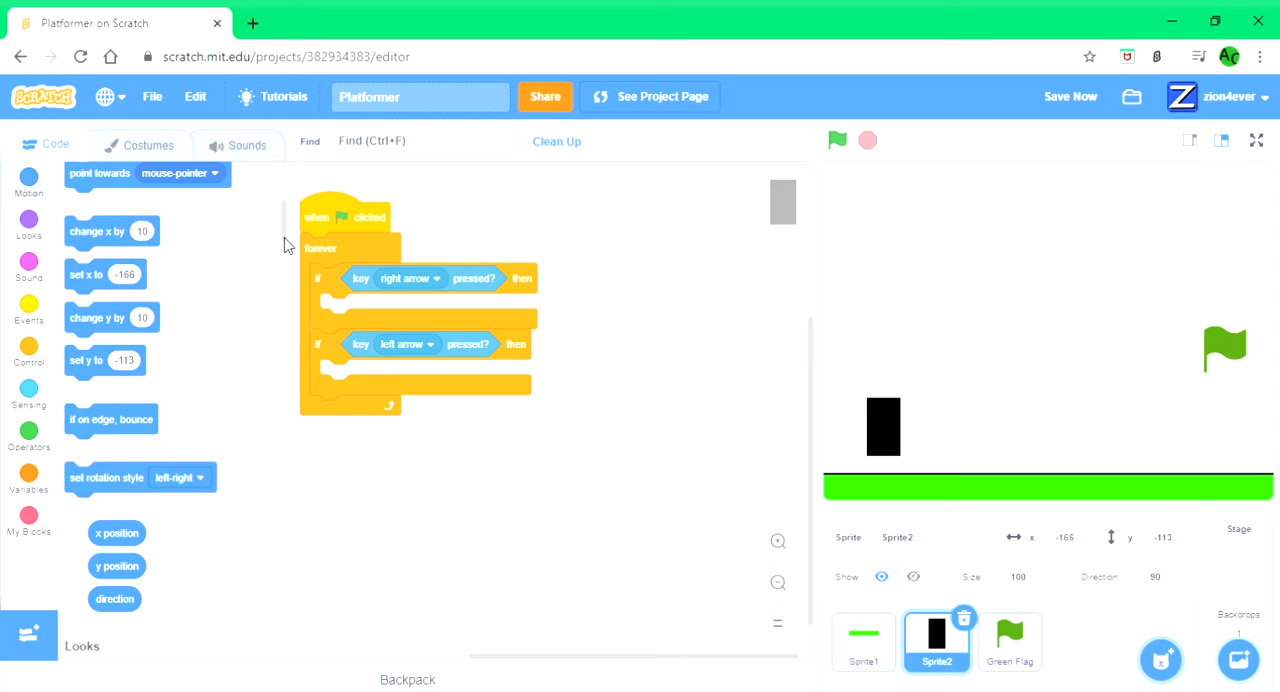 Platformer on Scratch
scratch.mit.edu/projects/382934383/editor
SCRATCH
File
Edit
Tutorials
Platformer
Share
See Project Page
Save Now
zion4ever
Code
Costumes
Sounds
Find
Find (Ctrl+F)
Clean Up
Motion
Looks
Sound
Events
Control
Sensing
Operators
Variables
My Blocks
point towards mouse-pointer
change x by 10
set x to -166
change y by 10
set y to -113
if on edge, bounce
set rotation style left-right
x position
y position
direction
Looks
when clicked
forever
if key right arrow pressed? then
if key left arrow pressed? then
Backpack
Sprite Sprite2 x -166 y -113
Show Size 100 Direction 90
Sprite1
Sprite2
Green Flag
Stage
Backdrops
1